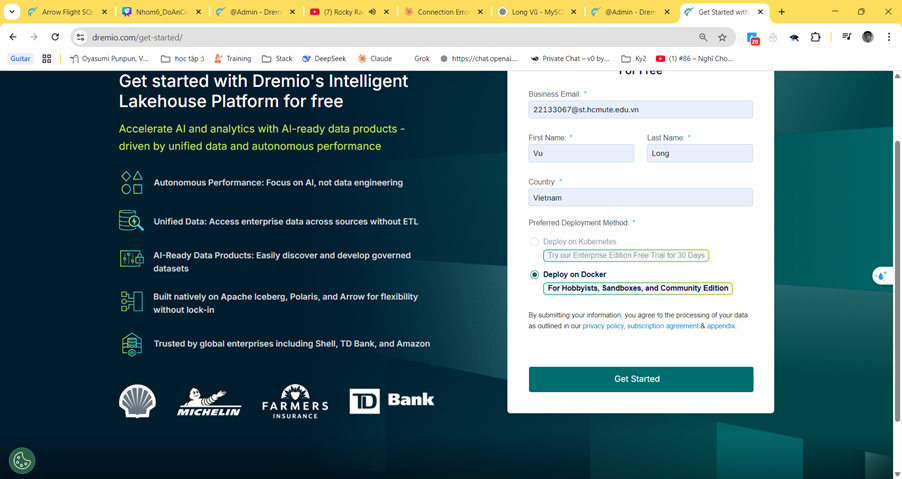 Arrow Flight SQL
Nhom6_DoAnCu
@Admin - Drem
(7) Rocky Ra
Connection Erro
Long Vũ - MySQ
@Admin - Drem
Get Started with
dremio.com/get-started/
20
Guitar
Oyasumi Punpun, V...
học tập :)
Training
Stack
DeepSeek
Claude
Grok
https://chat.openai....
Private Chat – v0 by...
Ky2
(1) #86 – Nghĩ Cho...
Get started with Dremio's Intelligent
Lakehouse Platform for free
Accelerate AI and analytics with AI-ready data products -
driven by unified data and autonomous performance
Autonomous Performance: Focus on AI, not data engineering
Unified Data: Access enterprise data across sources without ETL
AI-Ready Data Products: Easily discover and develop governed
datasets
Built natively on Apache Iceberg, Polaris, and Arrow for flexibility
without lock-in
Trusted by global enterprises including Shell, TD Bank, and Amazon
MICHELIN
FARMERS
INSURANCE
TD Bank
For Free
Business Email: *
22133067@st.hcmute.edu.vn
First Name: *
Last Name: *
Vu
Long
Country: *
Vietnam
Preferred Deployment Method: *
Deploy on Kubernetes
Try our Enterprise Edition Free Trial for 30 Days
Deploy on Docker
For Hobbyists, Sandboxes, and Community Edition
By submitting your information, you agree to the processing of your data
as outlined in our privacy policy, subscription agreement & appendix.
Get Started